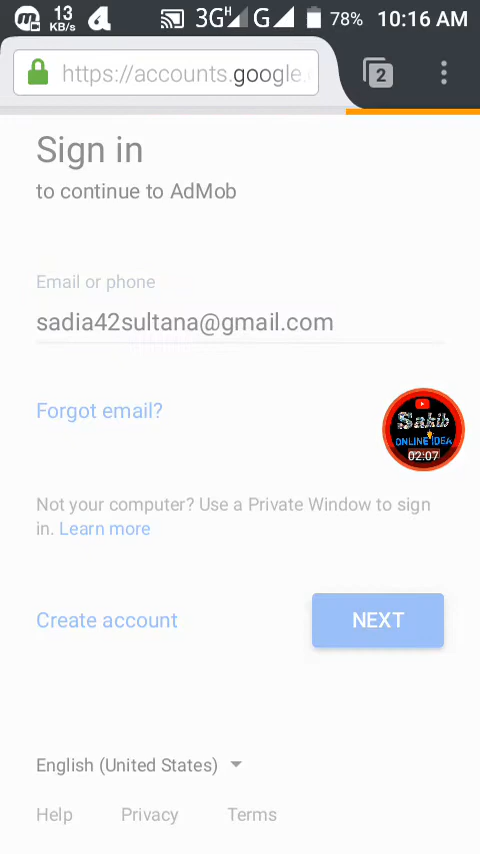 13
KB/s
3G H
G
78%
10:16 AM
https://accounts.google.
2
Sign in
to continue to AdMob
Email or phone
sadia42sultana@gmail.com
Forgot email?
Sakib
ONLINE IDEA
02:07
Not your computer? Use a Private Window to sign
in. Learn more
Create account
NEXT
English (United States)
Help
Privacy
Terms